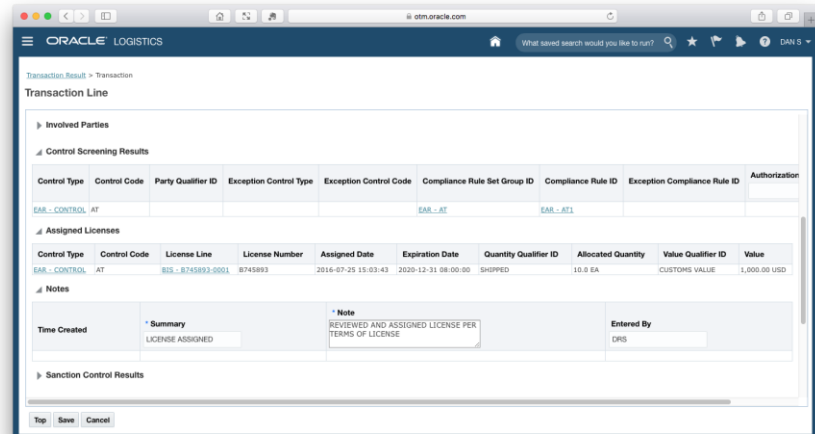 otm.oracle.com
ORACLE LOGISTICS
What saved search would you like to run?
DAN S
Transaction Result > Transaction
Transaction Line
Involved Parties
Control Screening Results
Control Type Control Code Party Qualifier ID Exception Control Type Exception Control Code Compliance Rule Set Group ID Compliance Rule ID Exception Compliance Rule ID Authorization
EAR - CONTROL AT EAR - AT EAR - AT1
Assigned Licenses
Control Type Control Code License Line License Number Assigned Date Expiration Date Quantity Qualifier ID Allocated Quantity Value Qualifier ID Value
EAR - CONTROL AT BIS - B745893-0001 B745893 2016-07-25 15:03:43 2020-12-31 08:00:00 SHIPPED 10.0 EA CUSTOMS VALUE 1,000.00 USD
Notes
Time Created * Summary * Note Entered By
LICENSE ASSIGNED REVIEWED AND ASSIGNED LICENSE PER DRS
TERMS OF LICENSE
Sanction Control Results
Top Save Cancel